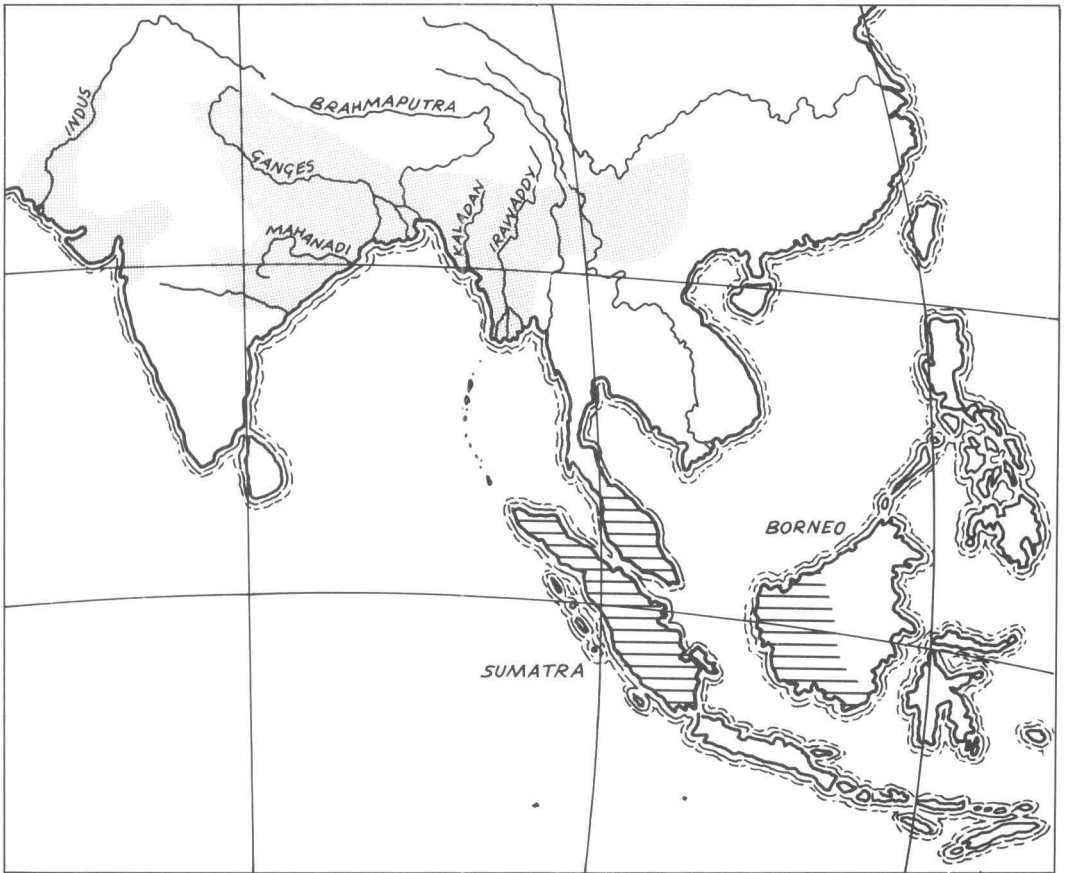 INDUS
BRAHMAPUTRA
GANGES
KALADAN
IRAWADDY
MAHANADI
BORNEO
SUMATRA